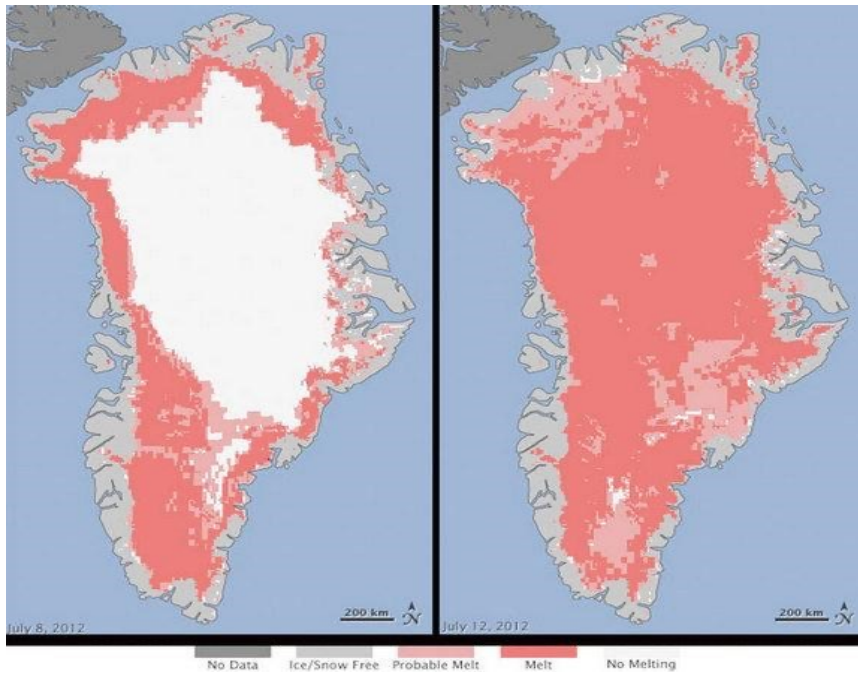 July 8, 2012
200 km
N
July 12, 2012
200 km
N
No Data
Ice/Snow Free
Probable Melt
Melt
No Melting